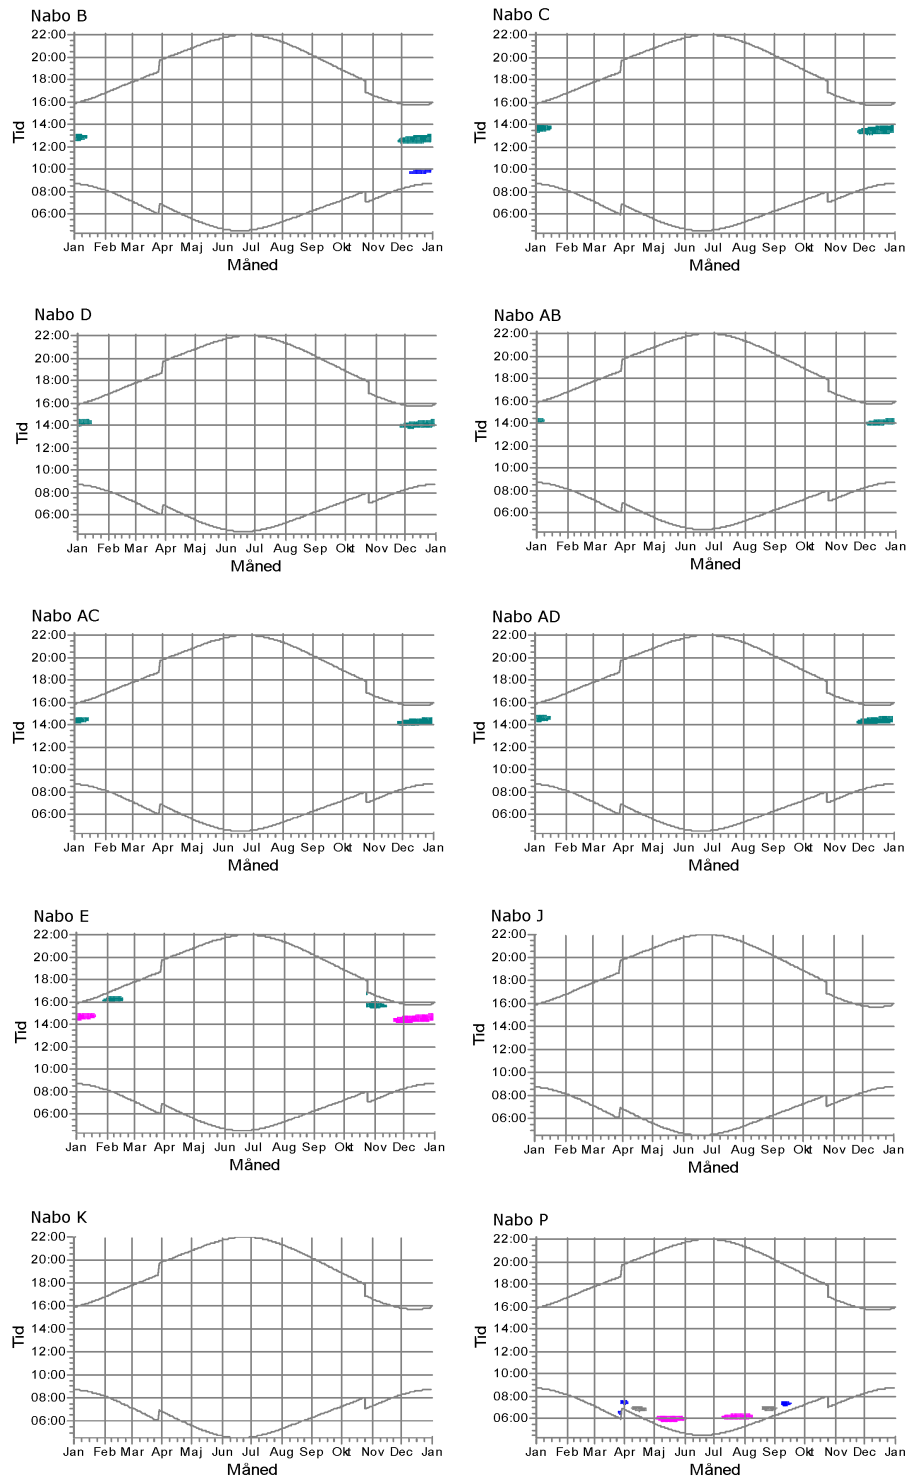 Nabo B
22:00
20:00
18:00
16:00
14:00
12:00
10:00
08:00
06:00
Tid
Jan Feb Mar Apr Maj Jun Jul Aug Sep Okt Nov Dec Jan
Måned
Nabo C
22:00
20:00
18:00
16:00
14:00
12:00
10:00
08:00
06:00
Tid
Jan Feb Mar Apr Maj Jun Jul Aug Sep Okt Nov Dec Jan
Måned
Nabo D
22:00
20:00
18:00
16:00
14:00
12:00
10:00
08:00
06:00
Tid
Jan Feb Mar Apr Maj Jun Jul Aug Sep Okt Nov Dec Jan
Måned
Nabo AB
22:00
20:00
18:00
16:00
14:00
12:00
10:00
08:00
06:00
Tid
Jan Feb Mar Apr Maj Jun Jul Aug Sep Okt Nov Dec Jan
Måned
Nabo AC
22:00
20:00
18:00
16:00
14:00
12:00
10:00
08:00
06:00
Tid
Jan Feb Mar Apr Maj Jun Jul Aug Sep Okt Nov Dec Jan
Måned
Nabo AD
22:00
20:00
18:00
16:00
14:00
12:00
10:00
08:00
06:00
Tid
Jan Feb Mar Apr Maj Jun Jul Aug Sep Okt Nov Dec Jan
Måned
Nabo E
22:00
20:00
18:00
16:00
14:00
12:00
10:00
08:00
06:00
Tid
Jan Feb Mar Apr Maj Jun Jul Aug Sep Okt Nov Dec Jan
Måned
Nabo J
22:00
20:00
18:00
16:00
14:00
12:00
10:00
08:00
06:00
Tid
Jan Feb Mar Apr Maj Jun Jul Aug Sep Okt Nov Dec Jan
Måned
Nabo K
22:00
20:00
18:00
16:00
14:00
12:00
10:00
08:00
06:00
Tid
Jan Feb Mar Apr Maj Jun Jul Aug Sep Okt Nov Dec Jan
Måned
Nabo P
22:00
20:00
18:00
16:00
14:00
12:00
10:00
08:00
06:00
Tid
Jan Feb Mar Apr Maj Jun Jul Aug Sep Okt Nov Dec Jan
Måned